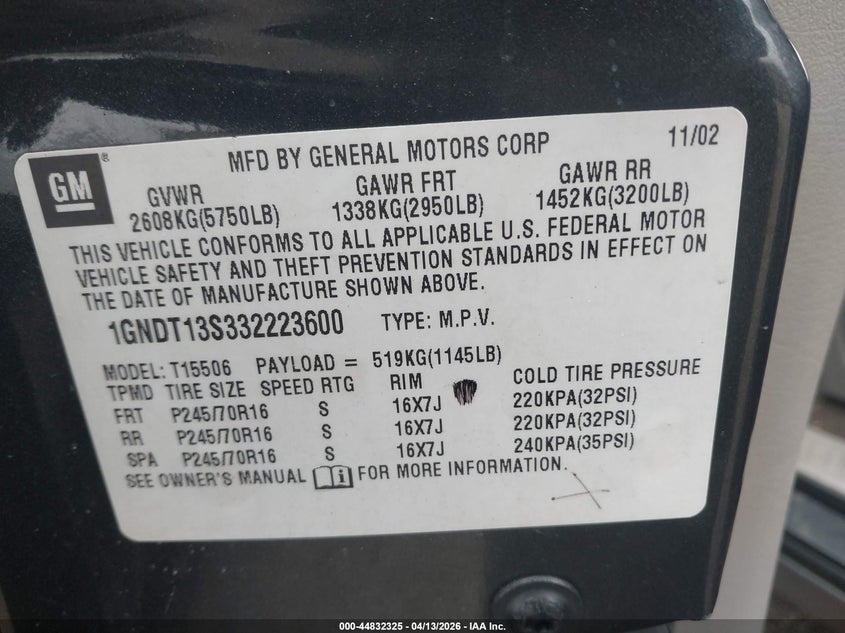 GM ®
MFD BY GENERAL MOTORS CORP 11/02
GVWR GAWR FRT GAWR RR
2608KG(5750LB) 1338KG(2950LB) 1452KG(3200LB)
THIS VEHICLE CONFORMS TO ALL APPLICABLE U.S. FEDERAL MOTOR
VEHICLE SAFETY AND THEFT PREVENTION STANDARDS IN EFFECT ON
THE DATE OF MANUFACTURE SHOWN ABOVE.
1GNDT13S332223600 TYPE: M.P.V.
MODEL: T15506 PAYLOAD = 519KG(1145LB)
TPMD TIRE SIZE SPEED RTG RIM COLD TIRE PRESSURE
FRT P245/70R16 S 16X7J 220KPA(32PSI)
RR P245/70R16 S 16X7J 220KPA(32PSI)
SPA P245/70R16 S 16X7J 240KPA(35PSI)
SEE OWNER'S MANUAL i FOR MORE INFORMATION.
000-44832325 | 04/13/2026 - IAA Inc.